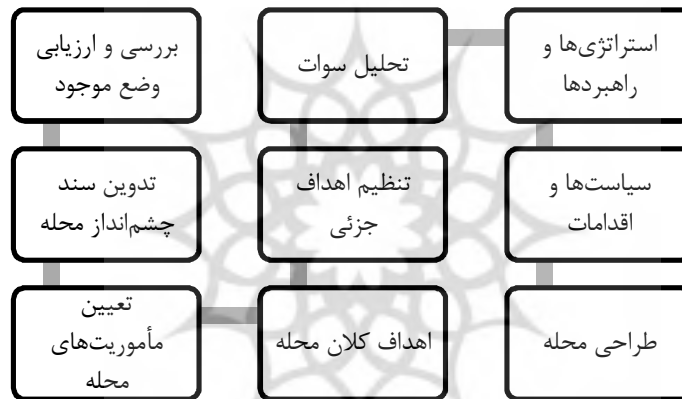 بررسی و ارزیابی
وضع موجود
تدوین سند
چشم‌انداز محله
تعیین
مأموریت‌های
محله
اهداف کلان محله
تنظیم اهداف
جزئی
تحلیل سوات
استراتژی‌ها و
راهبردها
سیاست‌ها و
اقدامات
طراحی محله